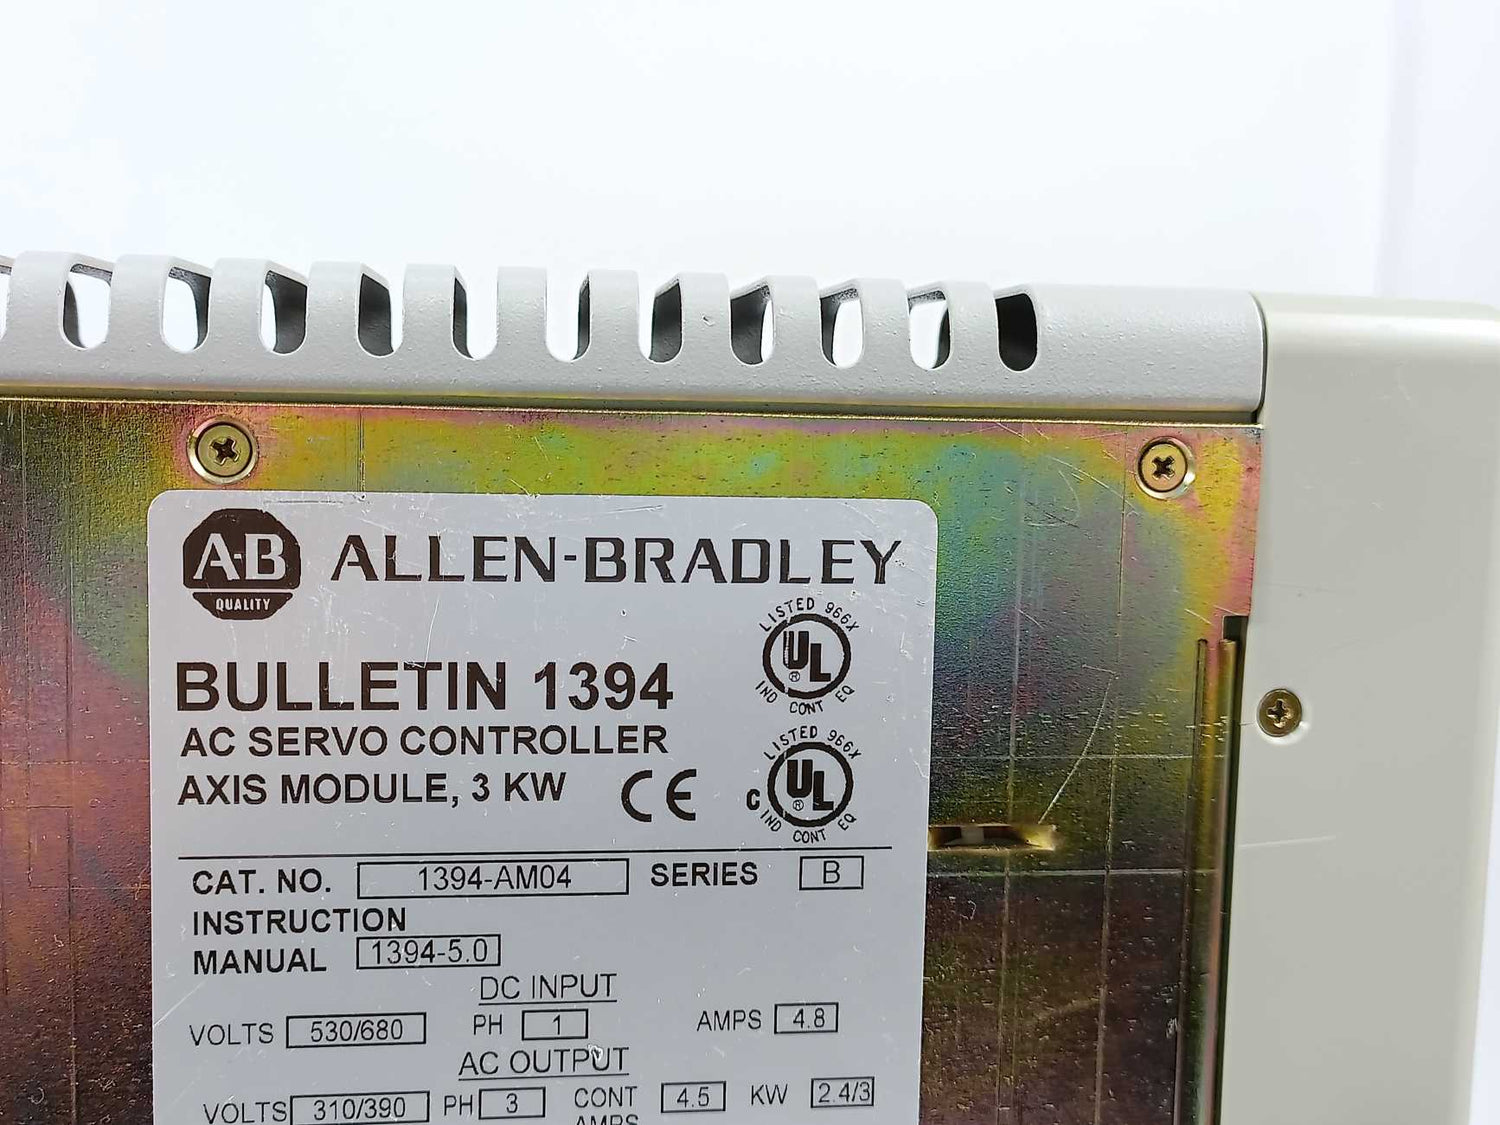 A-B ALLEN-BRADLEY
QUALITY
LISTED 966X
UL ®
IND CONT EQ
BULLETIN 1394
AC SERVO CONTROLLER
AXIS MODULE, 3 KW CE
LISTED 966X
C UL ®
IND CONT EQ
CAT. NO. 1394-AM04 SERIES B
INSTRUCTION
MANUAL 1394-5.0
DC INPUT
VOLTS 530/680 PH 1 AMPS 4.8
AC OUTPUT
VOLTS 310/390 PH 3 CONT 4.5 KW 2.4/3
AMPS